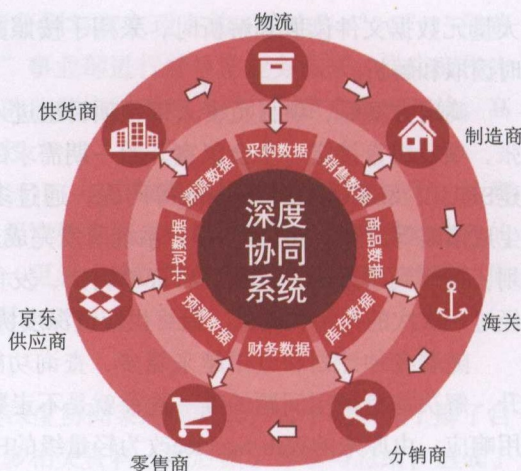 物流
供货商
制造商
采购数据
溯源数据
销售数据
深度
协同
系统
计划数据
商品数据
预测数据
库存数据
财务数据
京东
供应商
海关
零售商
分销商